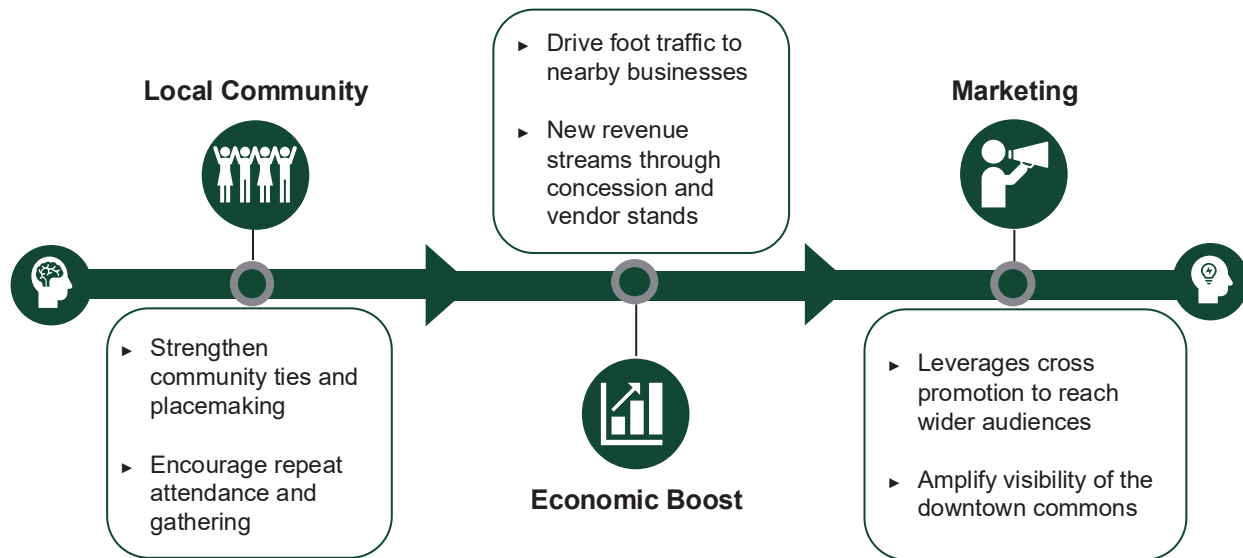 Local Community
► Strengthen
community ties and
placemaking
► Encourage repeat
attendance and
gathering
► Drive foot traffic to
nearby businesses
► New revenue
streams through
concession and
vendor stands
Economic Boost
Marketing
► Leverages cross
promotion to reach
wider audiences
► Amplify visibility of the
downtown commons